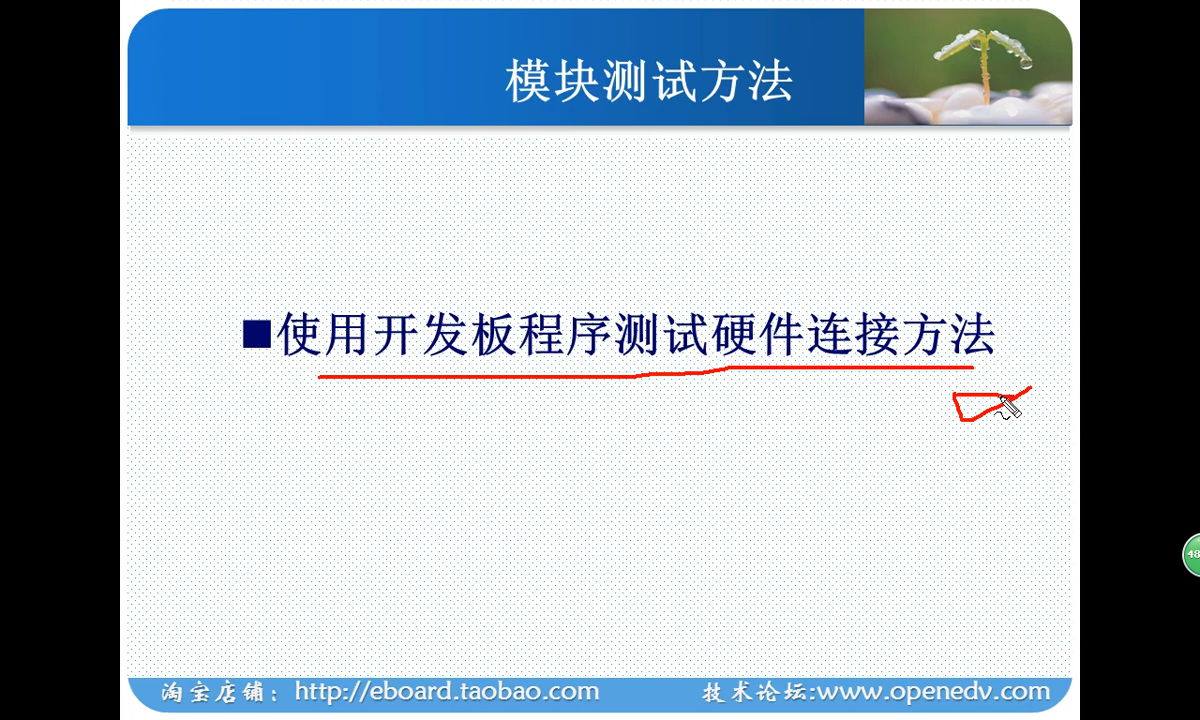 模块测试方法
■使用开发板程序测试硬件连接方法
48
淘宝店铺：http://eboard.taobao.com
技术论坛:www.openedv.com